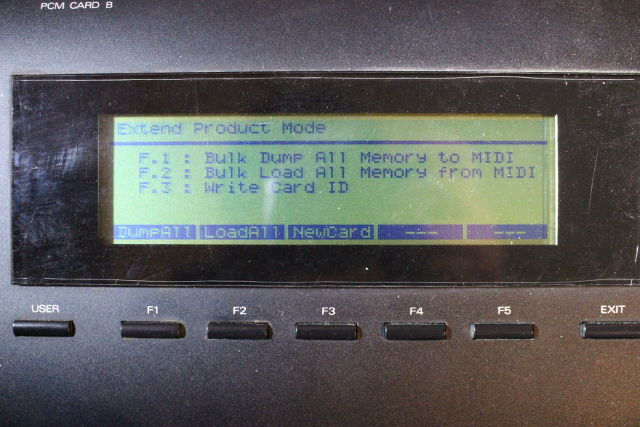 PCM CARD B
Extend Product Mode
F.1 : Bulk Dump All Memory to MIDI
F.2 : Bulk Load All Memory from MIDI
F.3 : Write Card ID
DumpAll LoadAll NewCard --- ---
USER F1 F2 F3 F4 F5 EXIT